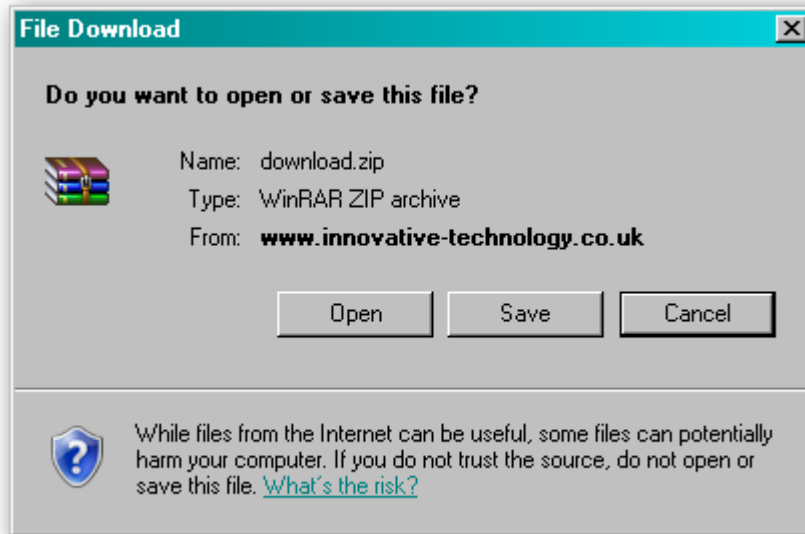 File Download
Do you want to open or save this file?
Name: download.zip
Type: WinRAR ZIP archive
From: www.innovative-technology.co.uk
Open Save Cancel
While files from the Internet can be useful, some files can potentially
harm your computer. If you do not trust the source, do not open or
save this file. What's the risk?